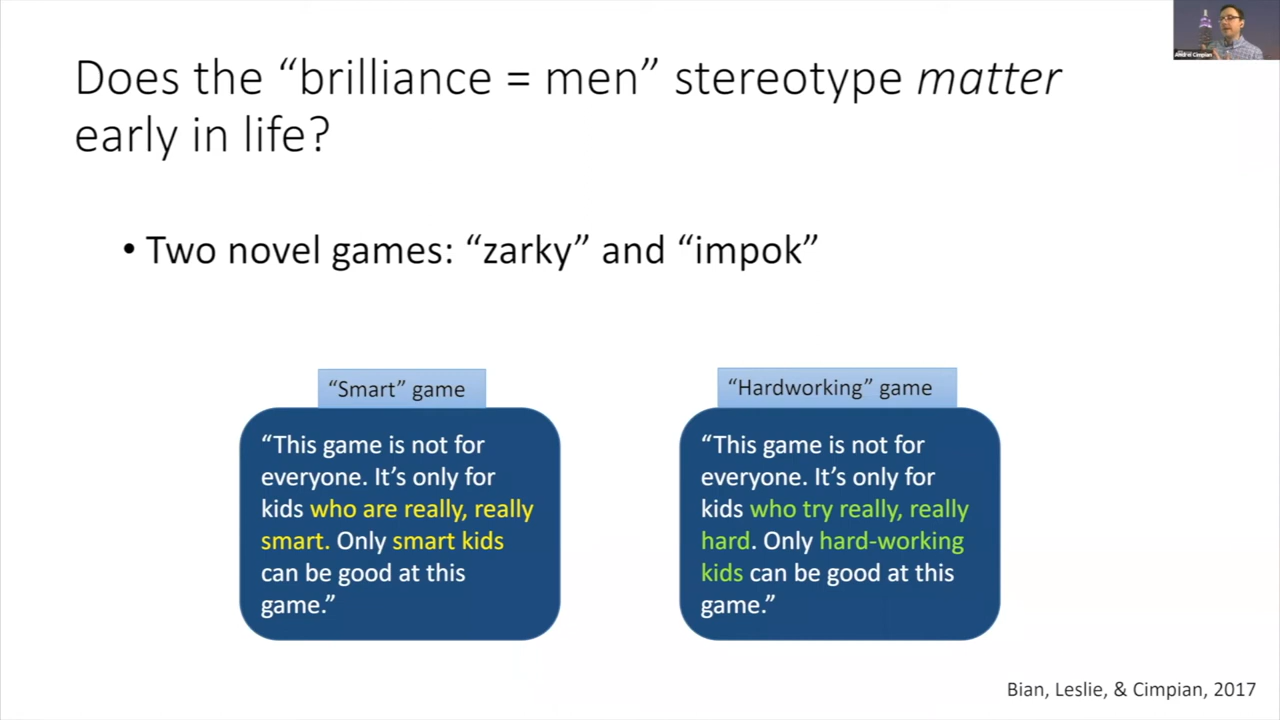 Andrei Cimpian
Does the “brilliance = men” stereotype matter
early in life?
• Two novel games: “zarky” and “impok”
“Smart” game
“This game is not for
everyone. It’s only for
kids who are really, really
smart. Only smart kids
can be good at this
game.”
“Hardworking” game
“This game is not for
everyone. It’s only for
kids who try really, really
hard. Only hard-working
kids can be good at this
game.”
Bian, Leslie, & Cimpian, 2017